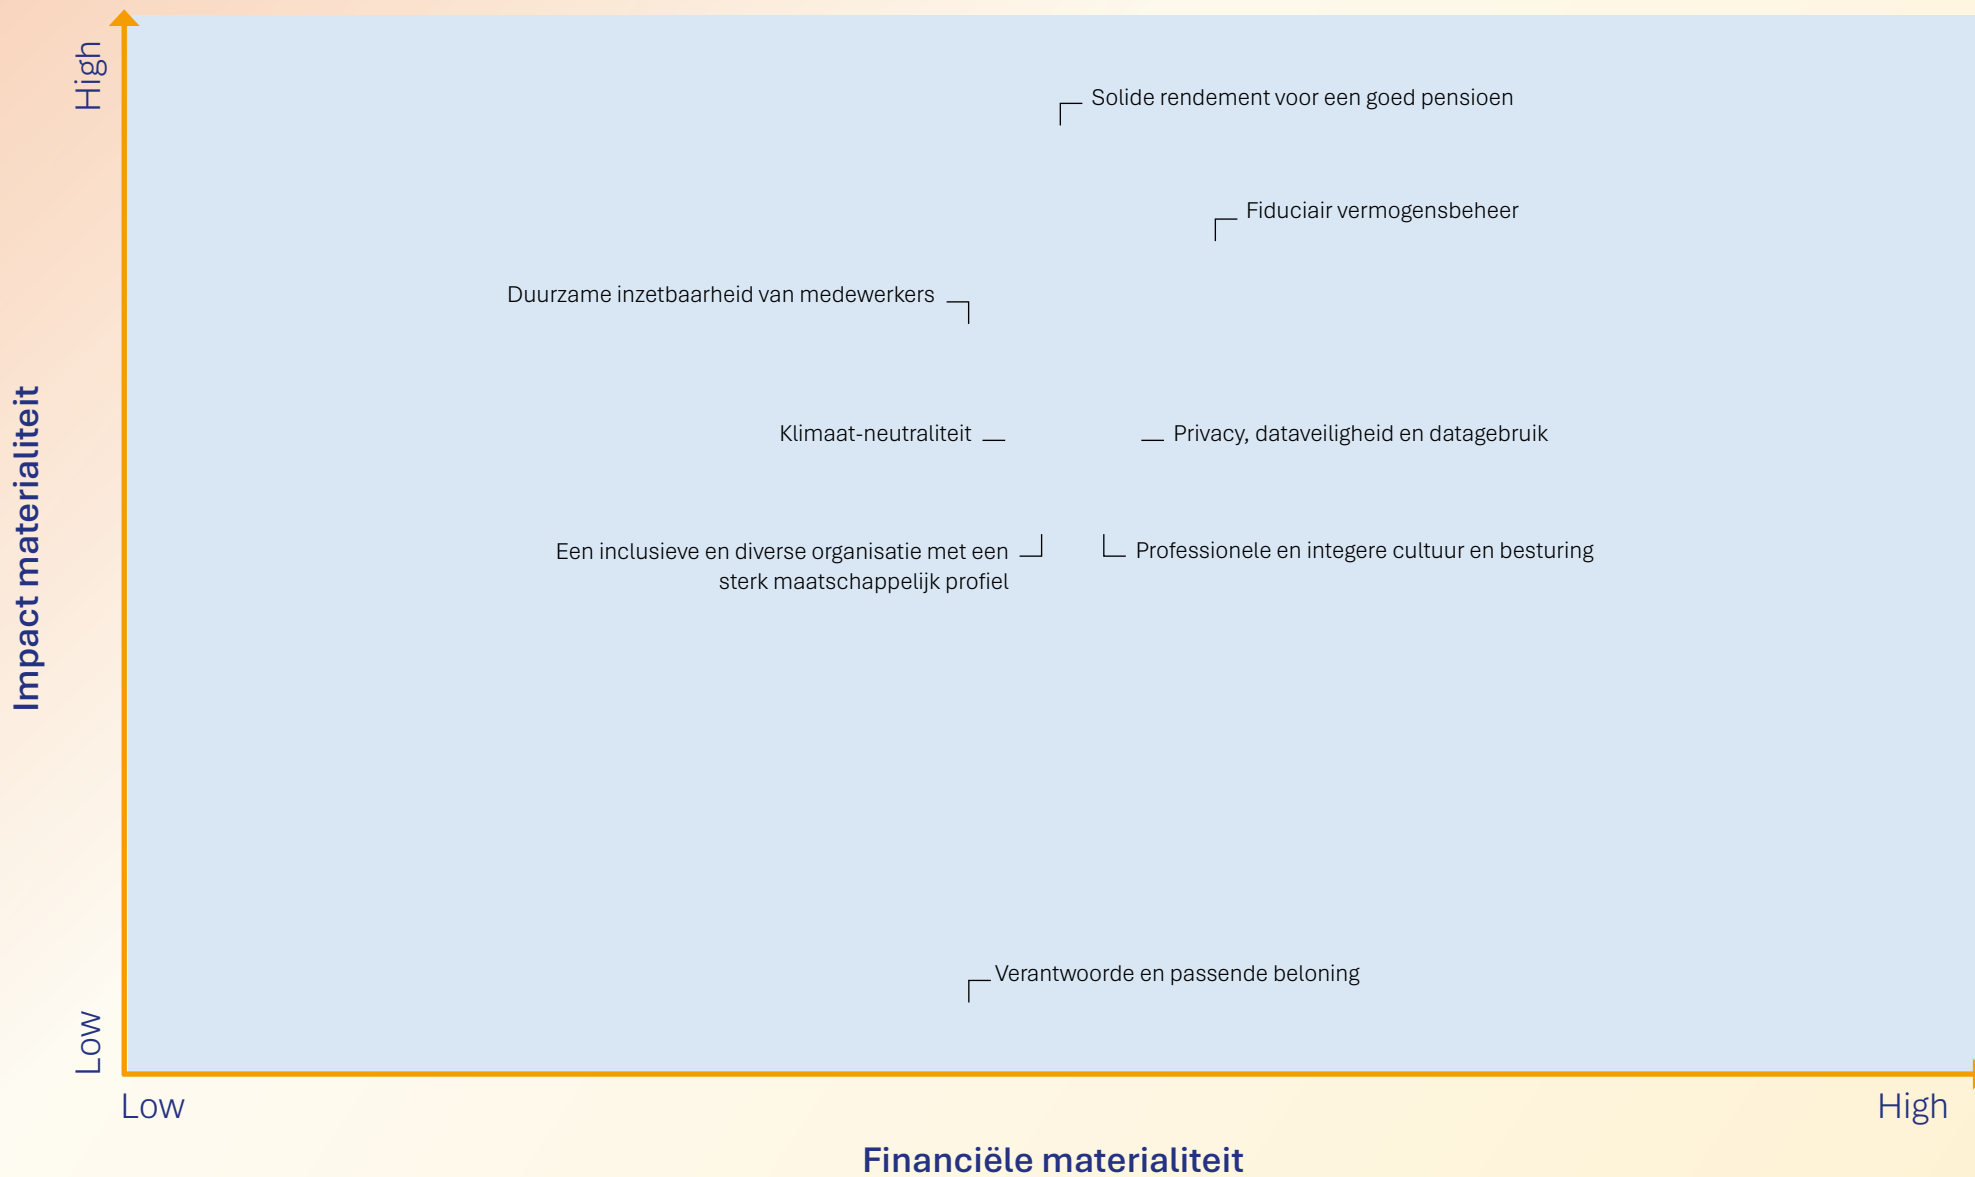 High
Solide rendement voor een goed pensioen
Fiduciair vermogensbeheer
Duurzame inzetbaarheid van medewerkers
Impact materialiteit
Klimaat-neutraliteit
Privacy, dataveiligheid en datagebruik
Een inclusieve en diverse organisatie met een
sterk maatschappelijk profiel
Professionele en integere cultuur en besturing
Verantwoorde en passende beloning
Low
Low
High
Financiële materialiteit